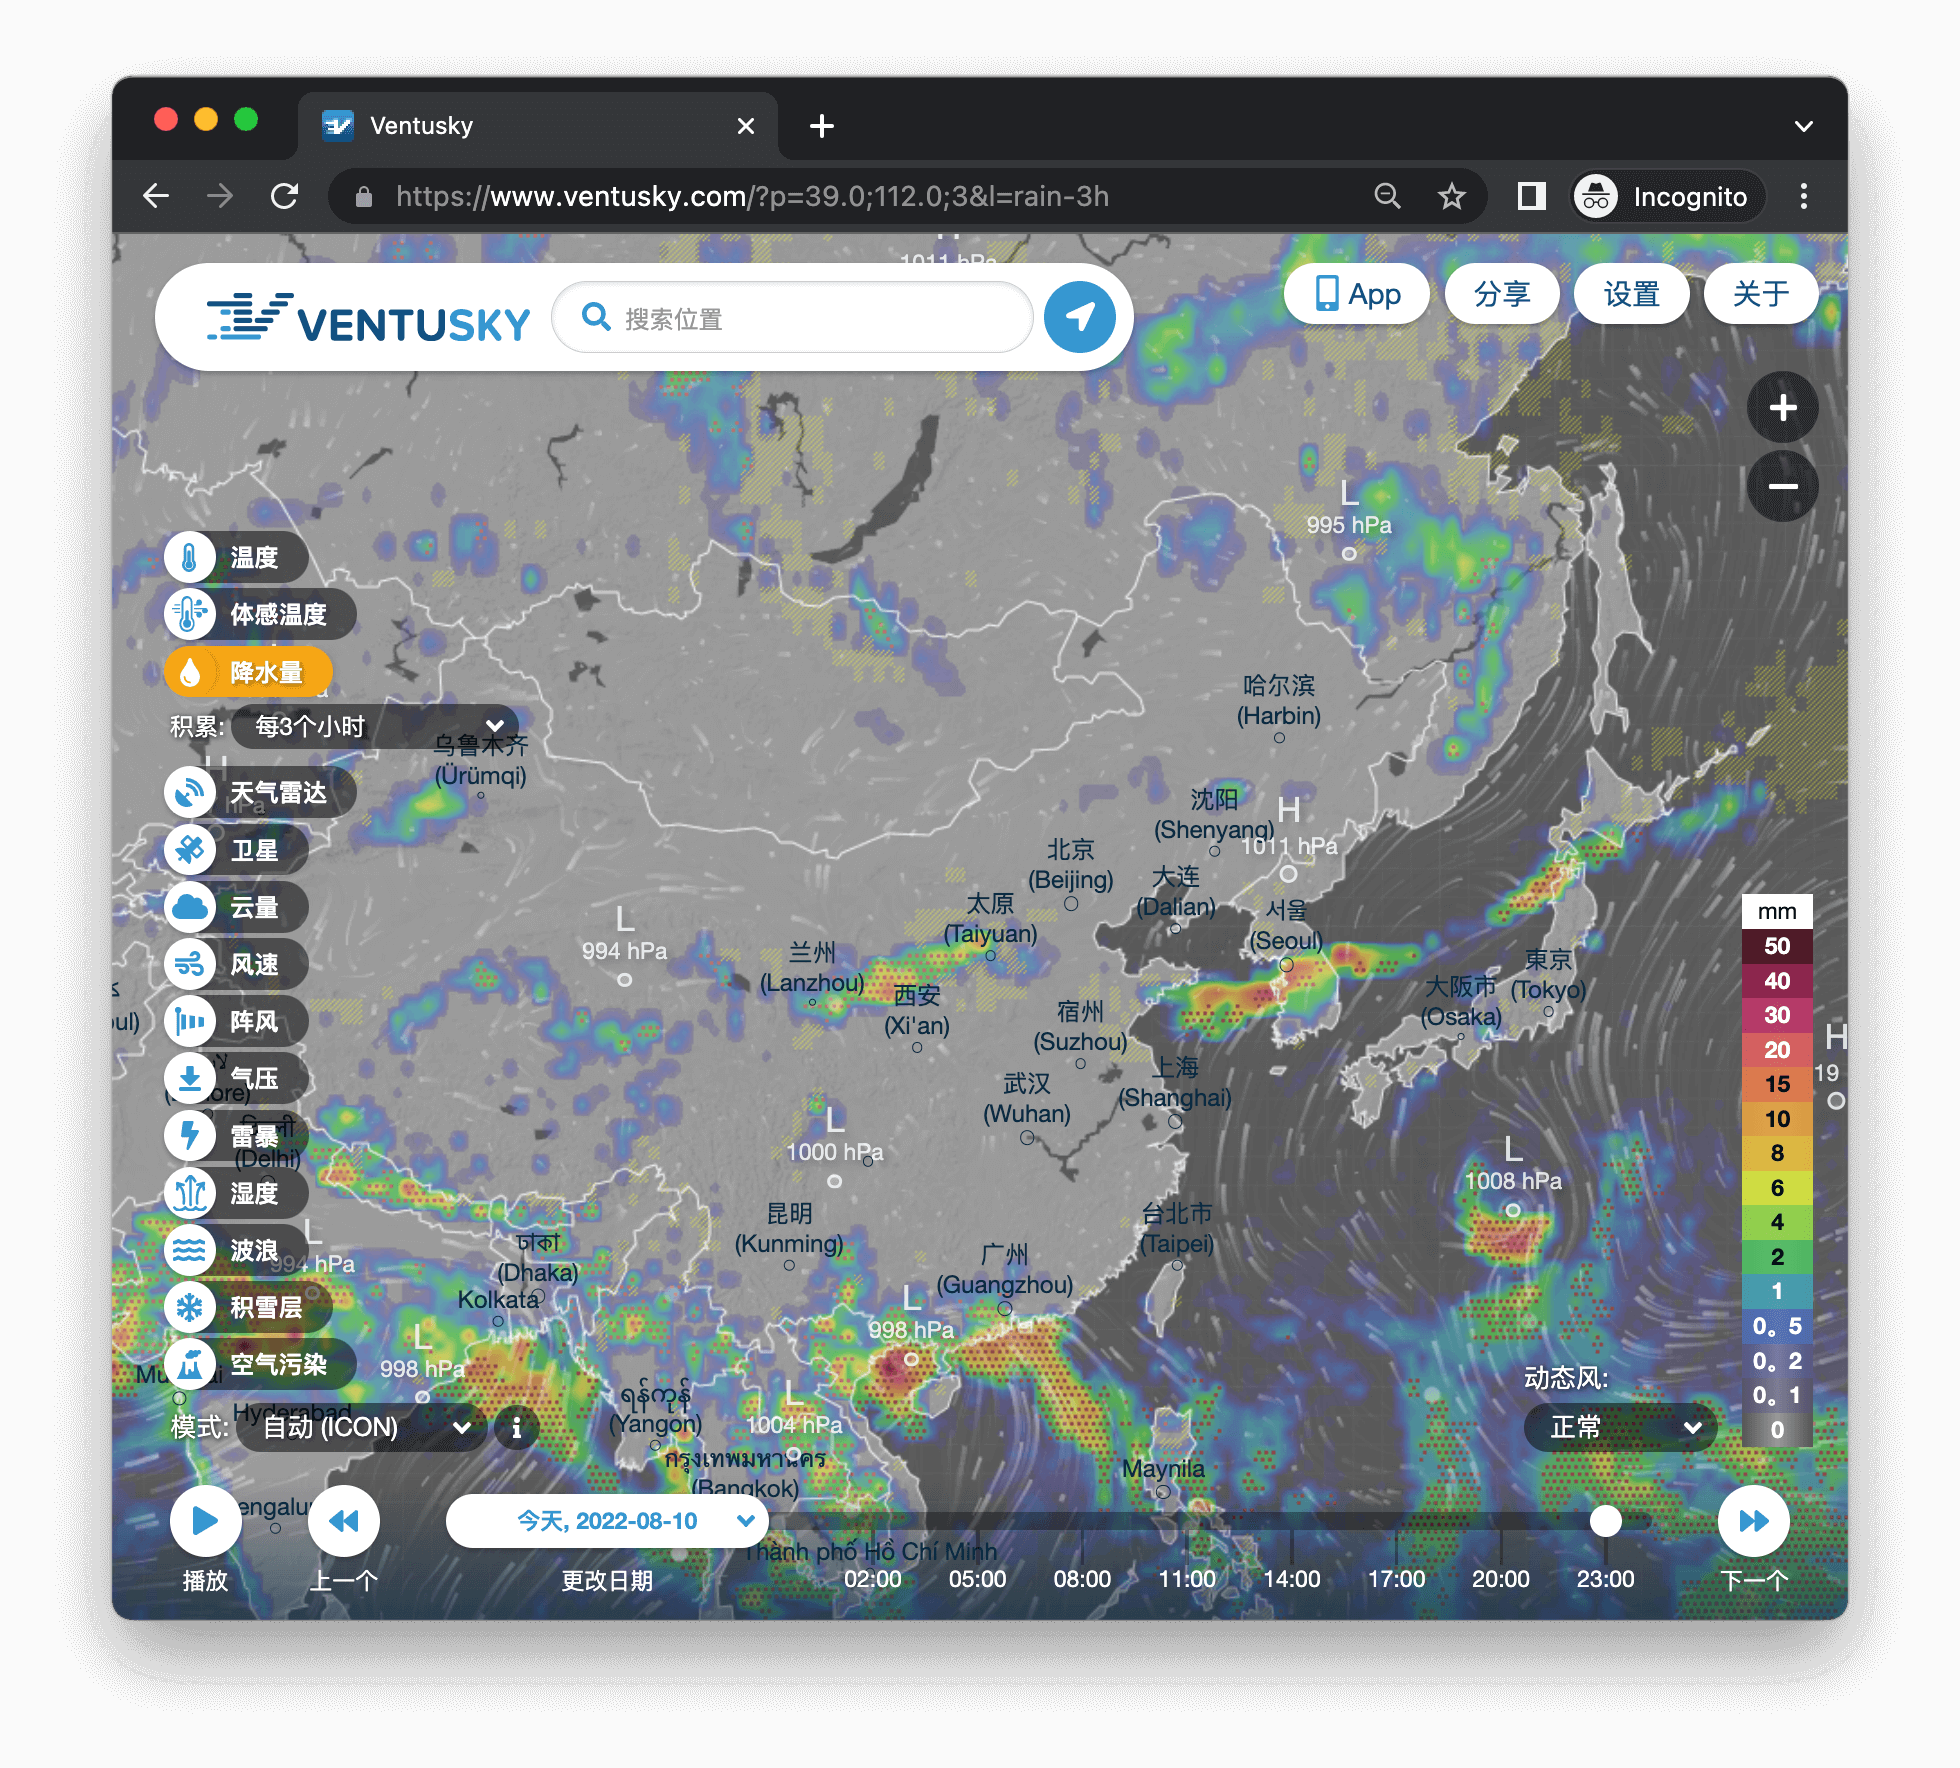 Ventusky
https://www.ventusky.com/?p=39.0;112.0;3&l=rain-3h
Incognito
VENTUSKY
搜索位置
App
分享
设置
关于
温度
体感温度
降水量
积累:
每3个小时
乌鲁木齐
(Ürümqi)
天气雷达
卫星
云量
风速
阵风
气压
雷暴
(Delhi)
湿度
波浪
994 hPa
积雪层
空气污染
L
995 hPa
哈尔滨
(Harbin)
沈阳
(Shenyang)
H
1011 hPa
北京
(Beijing)
大连
(Dalian)
太原
(Taiyuan)
서울
(Seoul)
L
994 hPa
兰州
(Lanzhou)
西安
(Xi'an)
東京
(Tokyo)
大阪市
(Osaka)
宿州
(Suzhou)
上海
(Shanghai)
武汉
(Wuhan)
L
1000 hPa
L
1008 hPa
昆明
(Kunming)
台北市
(Taipei)
广州
(Guangzhou)
ঢাকা
(Dhaka)
Kolkata
L
998 hPa
L
998 hPa
L
1004 hPa
ရန်ကုန်
(Yangon)
กรุงเทพมหานคร
(Bangkok)
Maynila
Hyderabad
H
19
mm
50
40
30
20
15
10
8
6
4
2
1
0。5
0。2
0。1
0
动态风:
正常
模式:
自动 (ICON)
i
今天, 2022-08-10
Thành phố Hồ Chí Minh
播放
上一个
更改日期
02:00
05:00
08:00
11:00
14:00
17:00
20:00
23:00
下一个